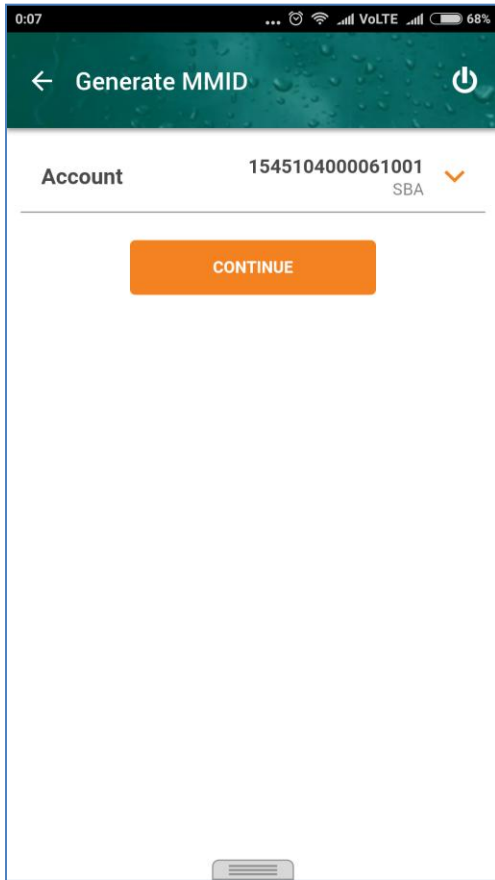 0:07 ... VoLTE 68%
Generate MMID
Account 1545104000061001
SBA
CONTINUE